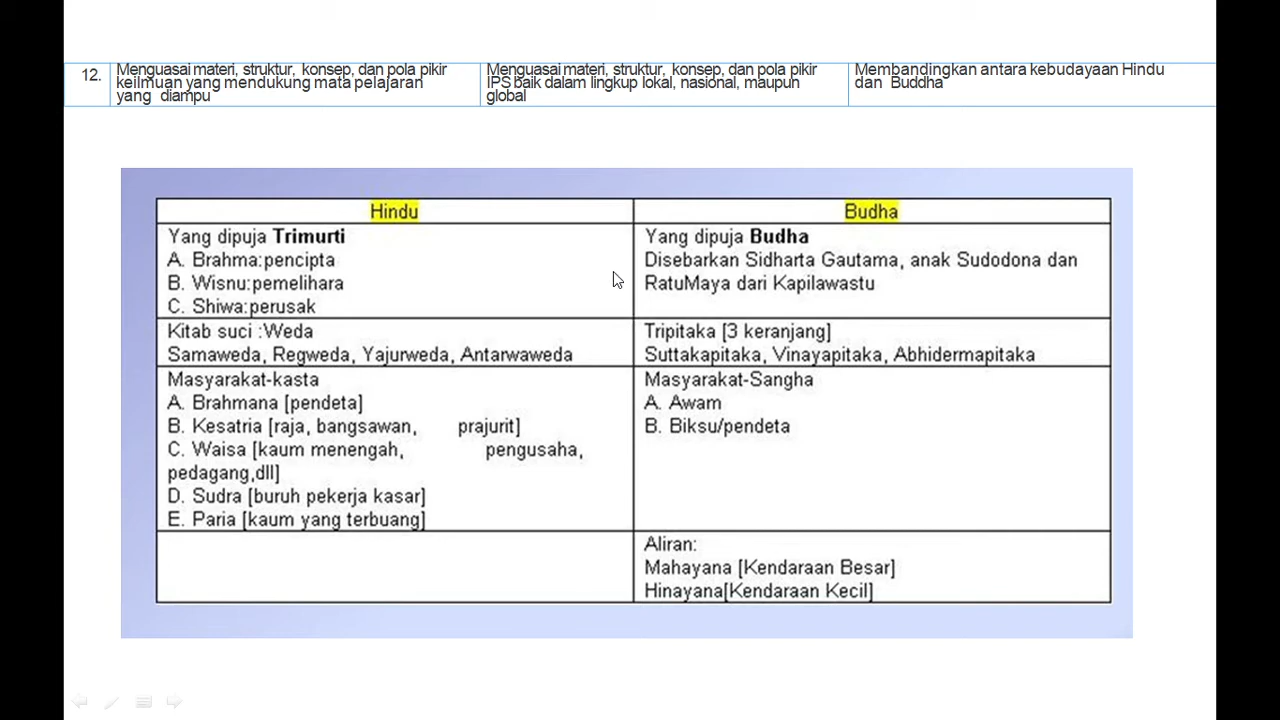 12.
Menguasai materi, struktur, konsep, dan pola pikir
keilmuan yang mendukung mata pelajaran
yang diampu
Menguasai materi, struktur, konsep, dan pola pikir
IPS baik dalam lingkup lokal, nasional, maupun
global
Membandingkan antara kebudayaan Hindu
dan Buddha
Hindu
Budha
Yang dipuja Trimurti
A. Brahma:pencipta
B. Wisnu:pemelihara
C. Shiwa:perusak
Yang dipuja Budha
Disebarkan Sidharta Gautama, anak Sudodona dan
RatuMaya dari Kapilawastu
Kitab suci :Weda
Samaweda, Regweda, Yajurweda, Antarwaweda
Tripitaka [3 keranjang]
Suttakapitaka, Vinayapitaka, Abhidermapitaka
Masyarakat-kasta
A. Brahmana [pendeta]
B. Kesatria [raja, bangsawan, prajurit]
C. Waisa [kaum menengah, pengusaha,
pedagang,dll]
D. Sudra [buruh pekerja kasar]
E. Paria [kaum yang terbuang]
Masyarakat-Sangha
A. Awam
B. Biksu/pendeta
Aliran:
Mahayana [Kendaraan Besar]
Hinayana[Kendaraan Kecil]